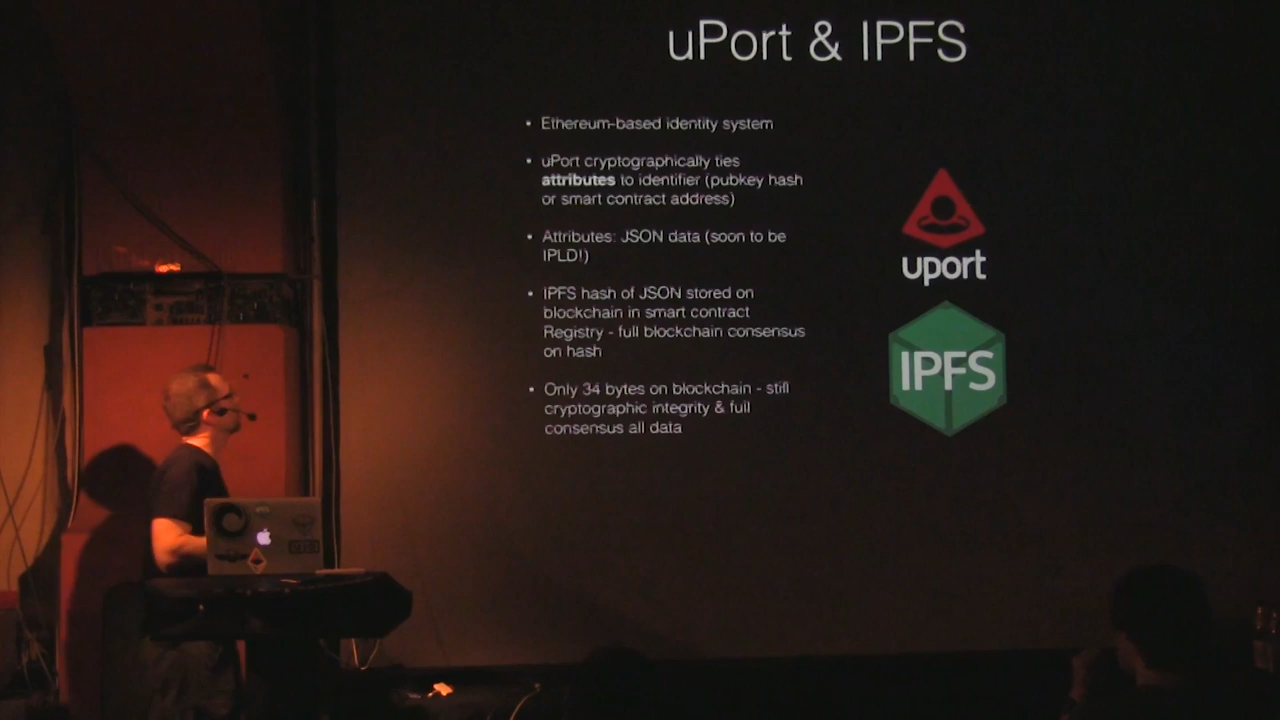 uPort & IPFS
• Ethereum-based identity system
• uPort cryptographically ties
attributes to identifier (pubkey hash
or smart contract address)
• Attributes: JSON data (soon to be
IPLD!)
• IPFS hash of JSON stored on
blockchain in smart contract
Registry - full blockchain consensus
on hash
• Only 34 bytes on blockchain - still
cryptographic integrity & full
consensus all data
uport
IPFS